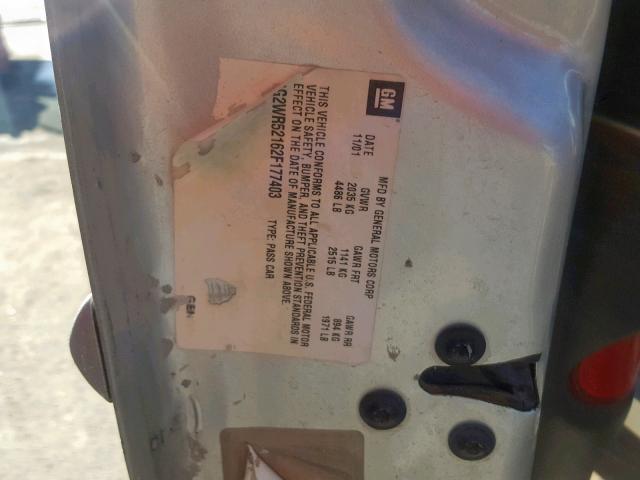 GM
MFD BY GENERAL MOTORS CORP
DATE GVWR GAWR FRT GAWR RR
11/01 2035 KG 1141 KG 894 KG
4486 LB 2515 LB 1971 LB
THIS VEHICLE CONFORMS TO ALL APPLICABLE U.S. FEDERAL MOTOR
VEHICLE SAFETY, BUMPER, AND THEFT PREVENTION STANDARDS IN
EFFECT ON THE DATE OF MANUFACTURE SHOWN ABOVE.
G2WR52162F177403 TYPE: PASS CAR